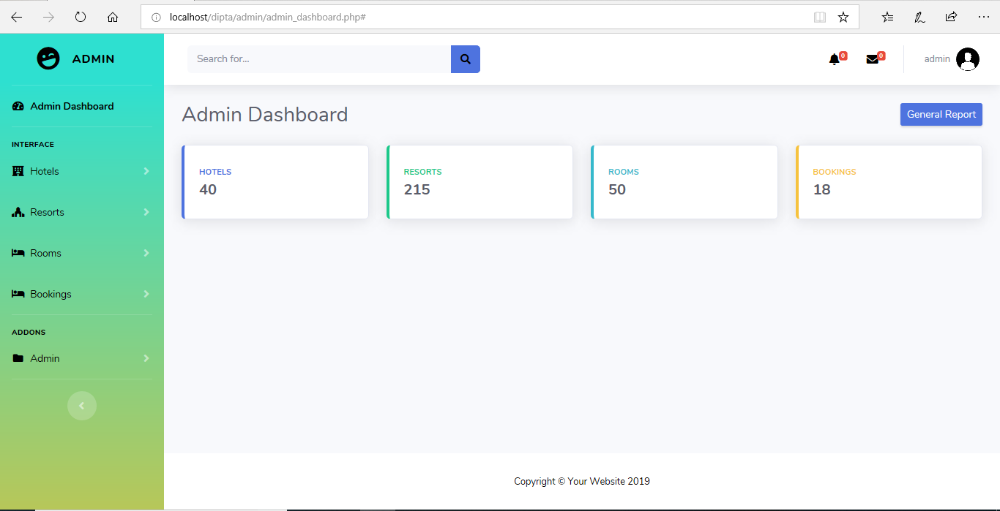 localhost/dipta/admin/admin_dashboard.php#
ADMIN
Search for...
0
0
admin
Admin Dashboard
INTERFACE
Hotels
Resorts
Rooms
Bookings
ADDONS
Admin
Admin Dashboard
General Report
HOTELS
40
RESORTS
215
ROOMS
50
BOOKINGS
18
Copyright © Your Website 2019